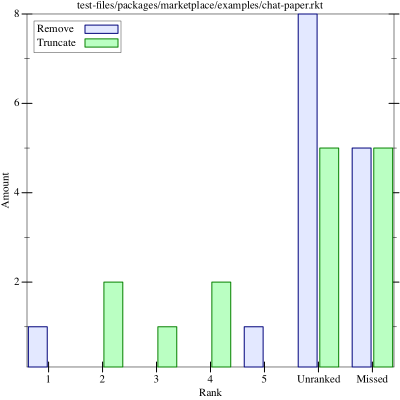 test-files/packages/marketplace/examples/chat-paper.rkt
Remove
Truncate
8
6
4
2
Amount
1 2 3 4 5 Unranked Missed
Rank